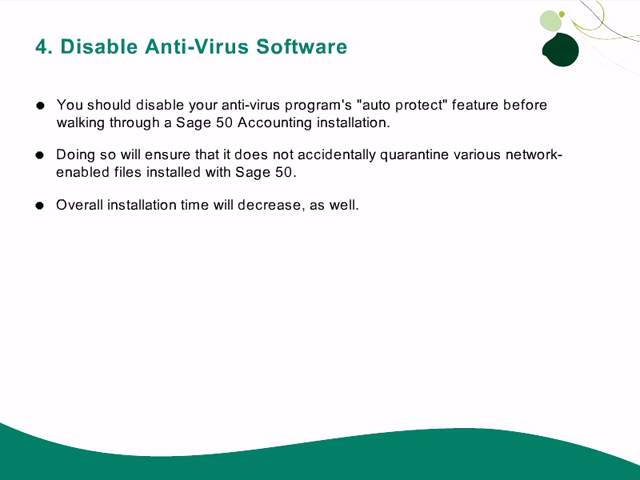 4. Disable Anti-Virus Software
You should disable your anti-virus program's "auto protect" feature before
walking through a Sage 50 Accounting installation.
Doing so will ensure that it does not accidentally quarantine various network-
enabled files installed with Sage 50.
Overall installation time will decrease, as well.